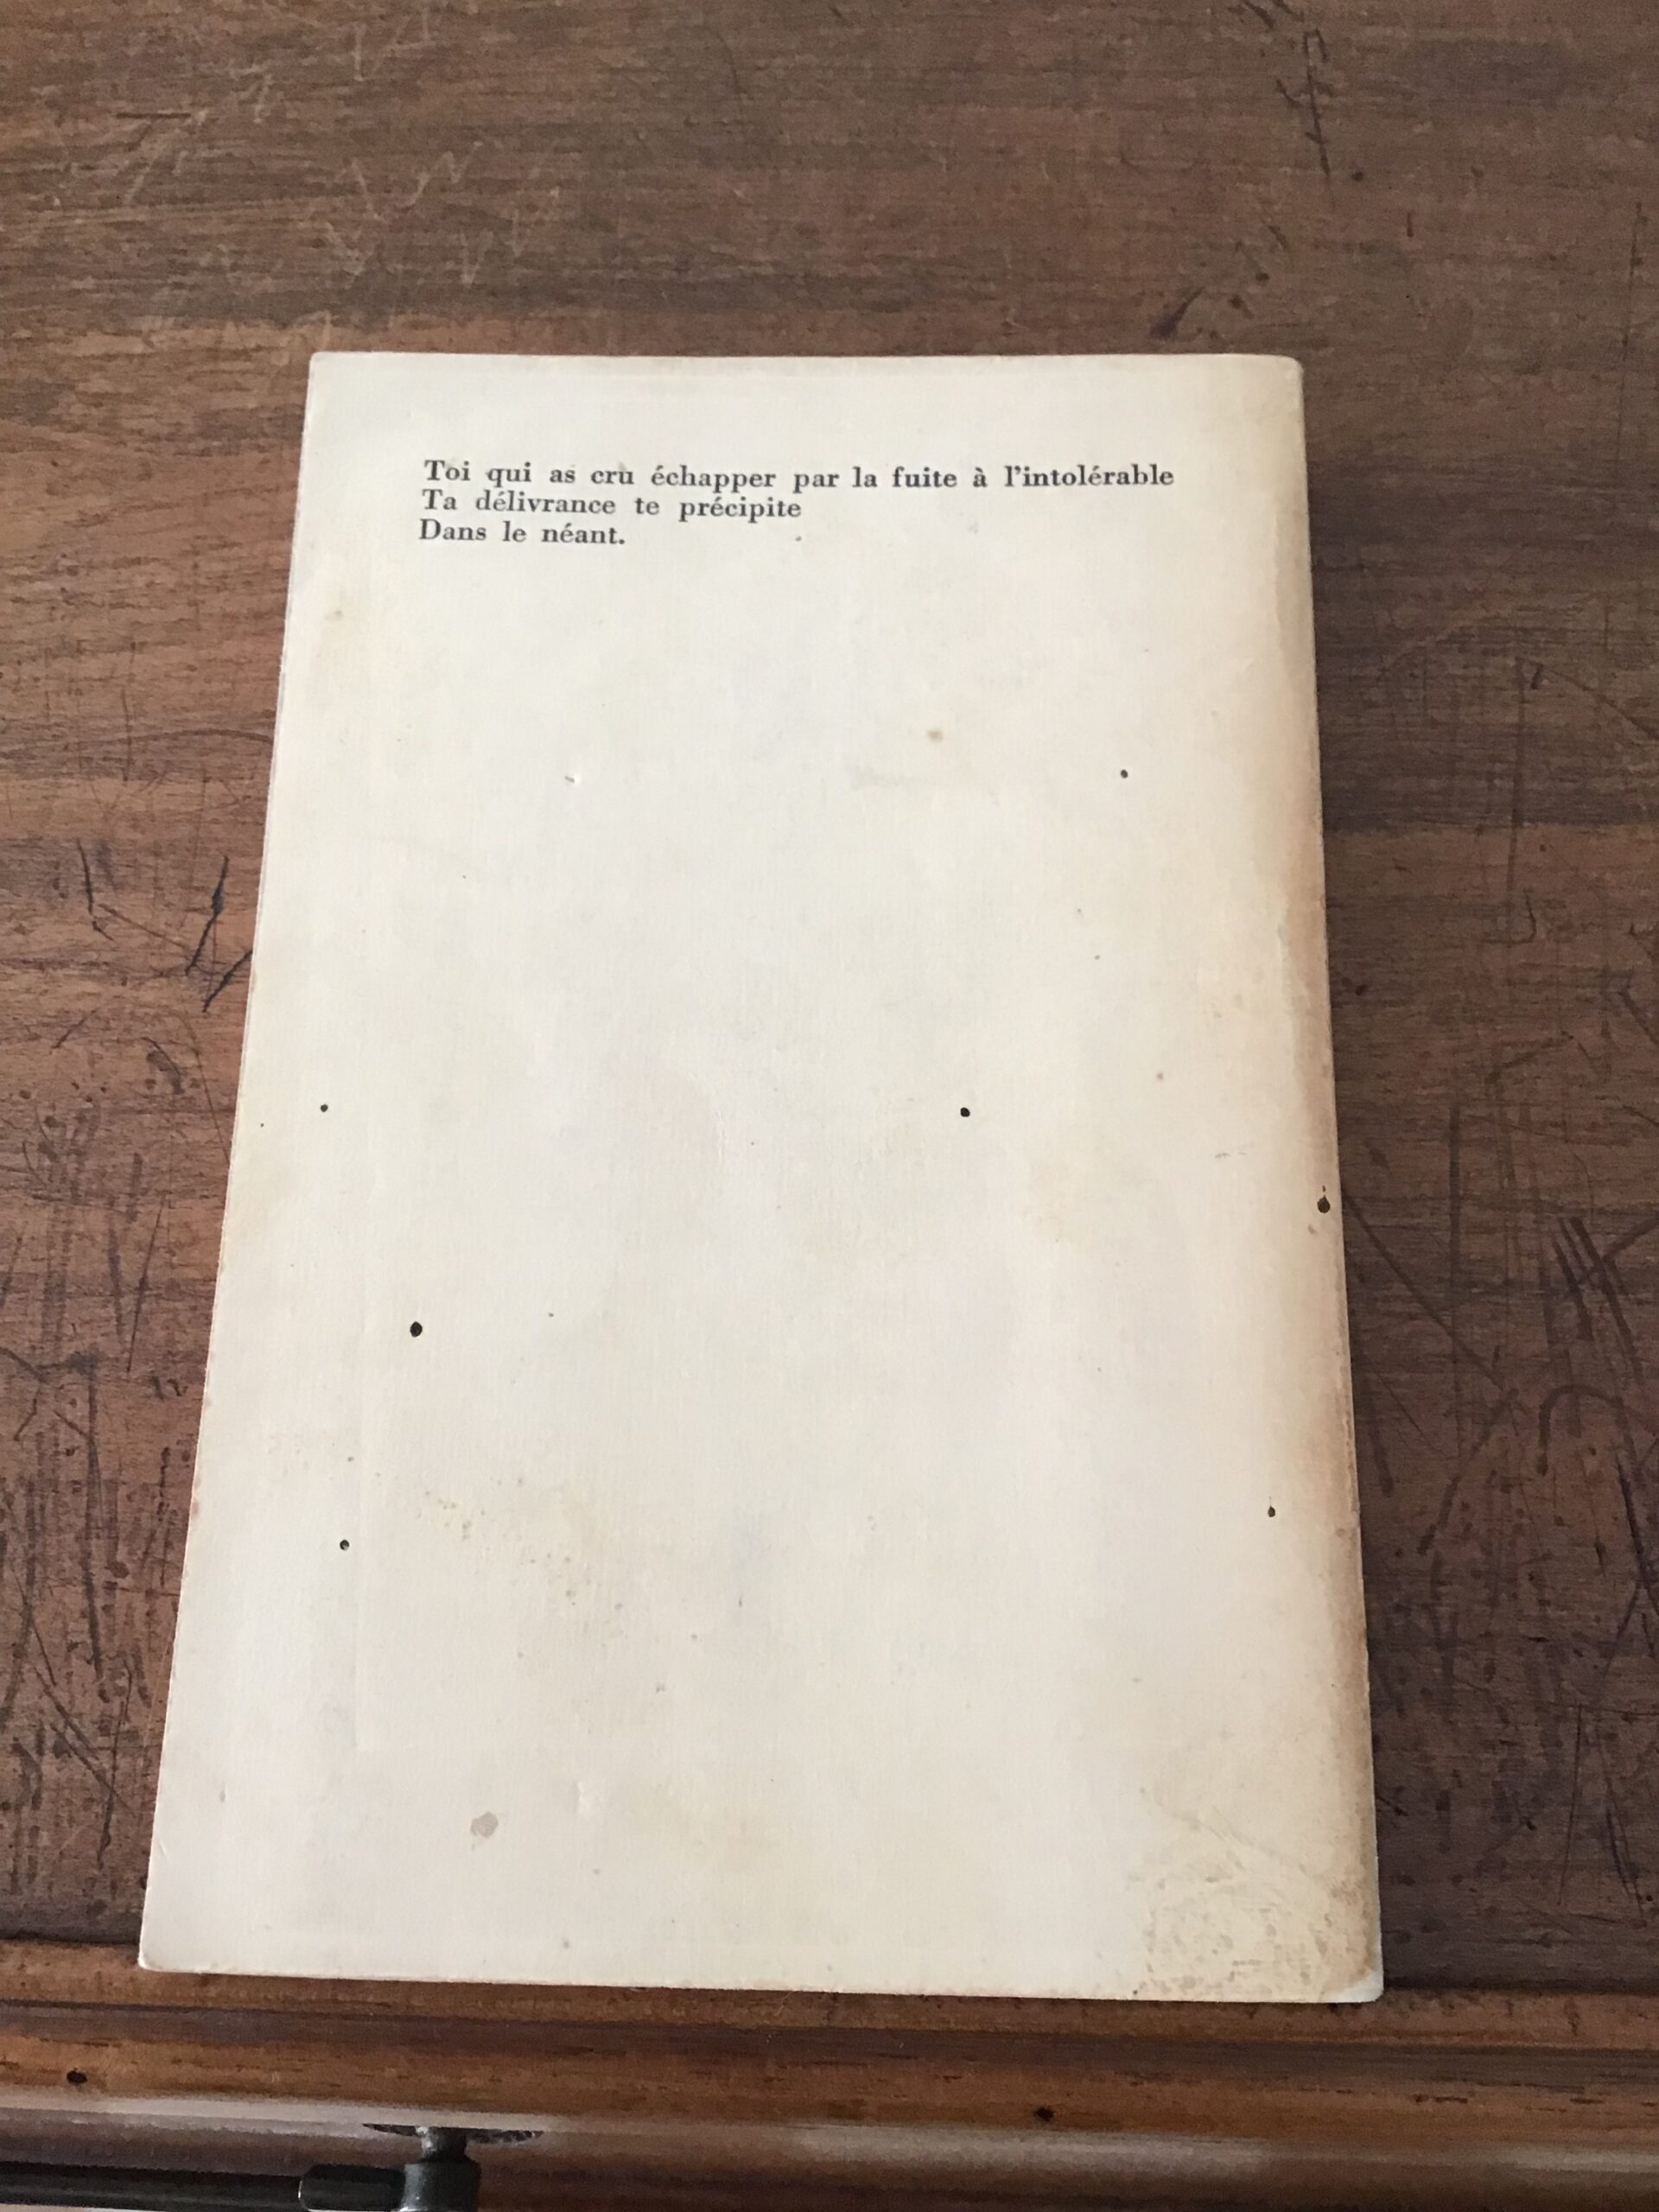 Toi qui as cru échapper par la fuite à l'intolérable
Ta délivrance te précipite
Dans le néant.